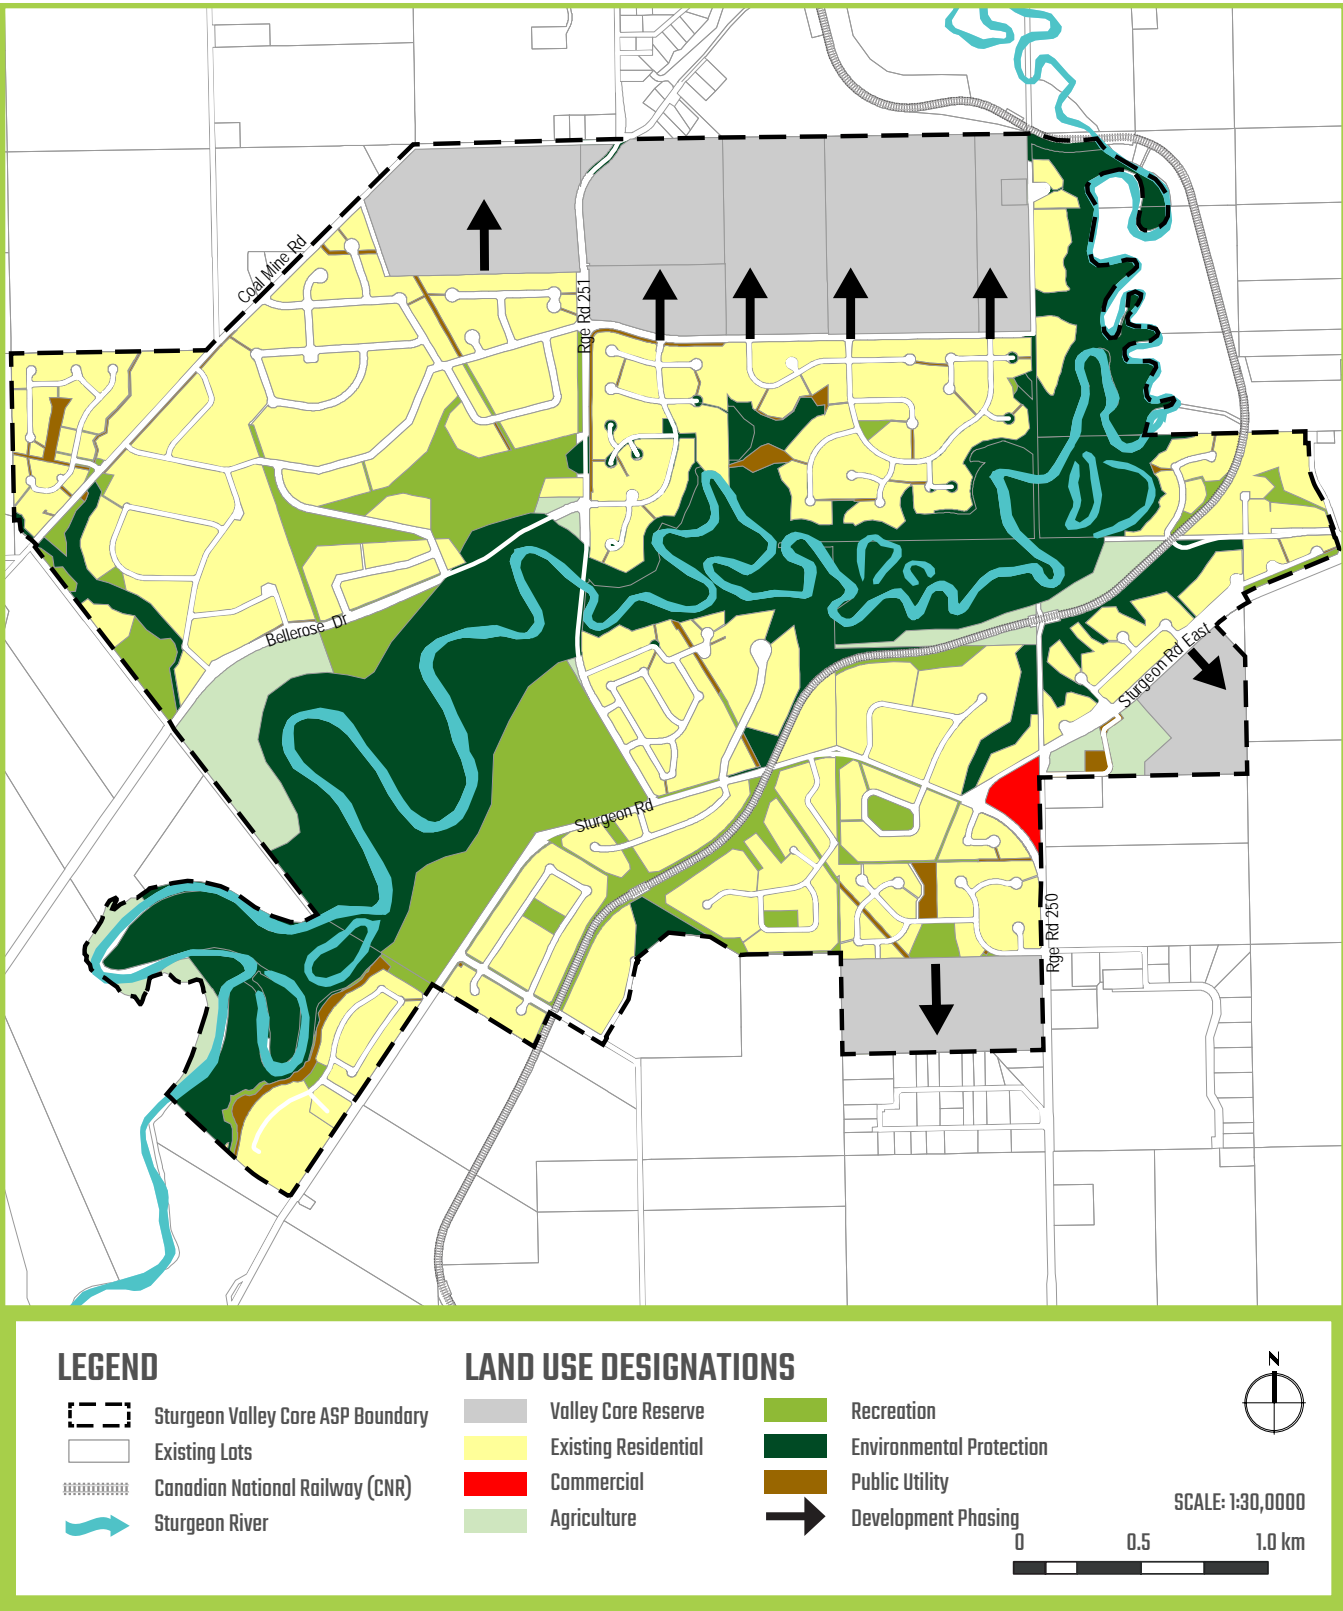 Coal Mine Rd
Rge Rd 251
Bellerose Dr
Sturgeon Rd East
Sturgeon Rd
Rge Rd 250
LEGEND
Sturgeon Valley Core ASP Boundary
Existing Lots
Canadian National Railway (CNR)
Sturgeon River
LAND USE DESIGNATIONS
Valley Core Reserve
Existing Residential
Commercial
Agriculture
Recreation
Environmental Protection
Public Utility
Development Phasing
N
SCALE: 1:30,0000
0 0.5 1.0 km